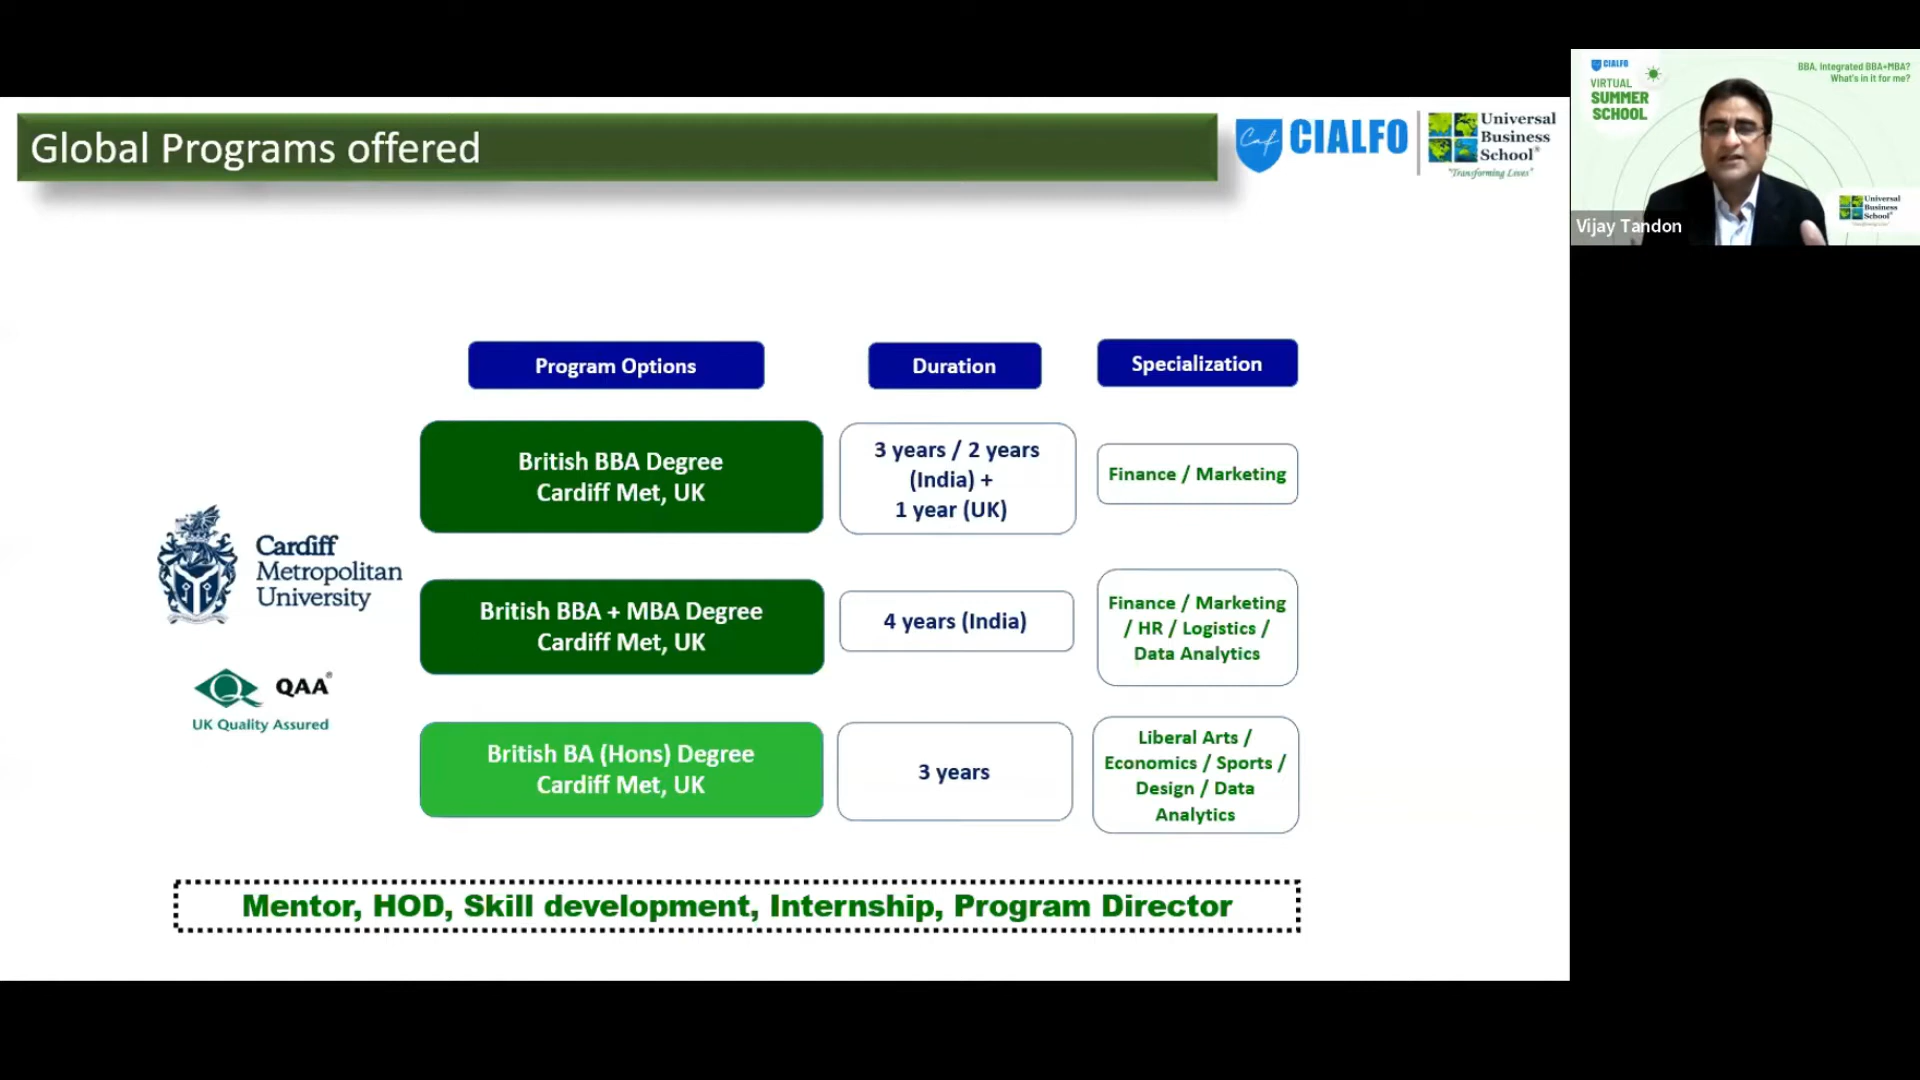 Global Programs offered
Caf CIALFO
Universal
Business
School®
"Transforming Lives"
CIALFO
VIRTUAL
SUMMER
SCHOOL
BBA, Integrated BBA+MBA?
What's in it for me?
Universal
Business
School
Vijay Tandon
Program Options
Duration
Specialization
British BBA Degree
Cardiff Met, UK
3 years / 2 years
(India) +
1 year (UK)
Finance / Marketing
Cardiff
Metropolitan
University
British BBA + MBA Degree
Cardiff Met, UK
4 years (India)
Finance / Marketing
/ HR / Logistics /
Data Analytics
QAA®
UK Quality Assured
British BA (Hons) Degree
Cardiff Met, UK
3 years
Liberal Arts /
Economics / Sports /
Design / Data
Analytics
Mentor, HOD, Skill development, Internship, Program Director